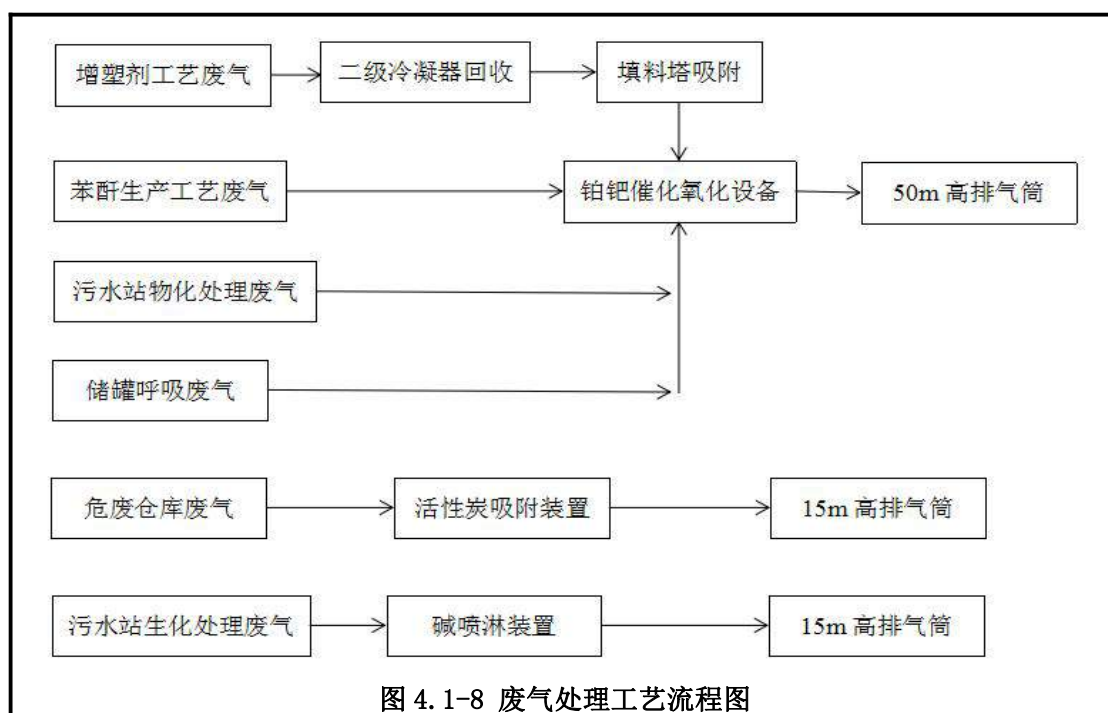 增塑剂工艺废气
二级冷凝器回收
填料塔吸附
苯酐生产工艺废气
铂钯催化氧化设备
50m 高排气筒
污水站物化处理废气
储罐呼吸废气
危废仓库废气
活性炭吸附装置
15m 高排气筒
污水站生化处理废气
碱喷淋装置
15m 高排气筒
图 4.1-8 废气处理工艺流程图